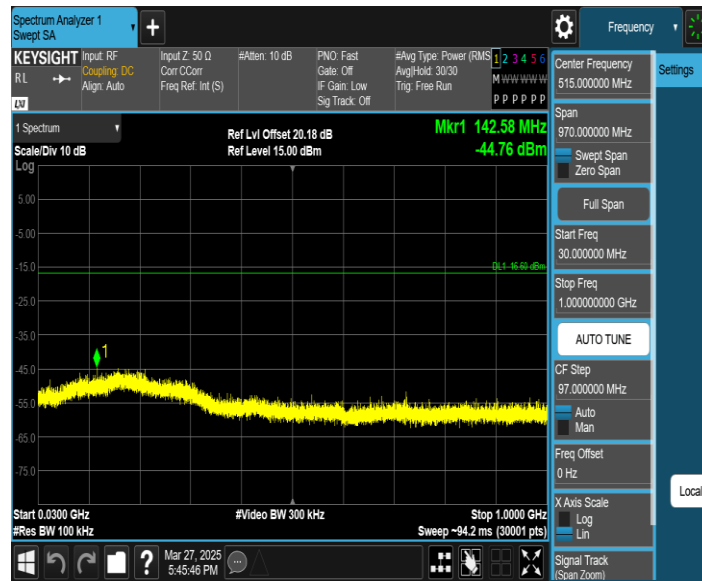 Spectrum Analyzer 1
Swept SA
+
Frequency
KEYSIGHT
RL
LXI
Input: RF
Coupling: DC
Align: Auto
Input Z: 50 Ω
Corr CCorr
Freq Ref: Int (S)
#Atten: 10 dB
PNO: Fast
Gate: Off
IF Gain: Low
Sig Track: Off
#Avg Type: Power (RMS
Avg|Hold: 30/30
Trig: Free Run
1 2 3 4 5 6
M W W W W W
P P P P P P
1 Spectrum
Scale/Div 10 dB
Log
Ref Lvl Offset 20.18 dB
Ref Level 15.00 dBm
Mkr1 142.58 MHz
-44.76 dBm
5.00
-5.00
-15.0
DL1 -16.60 dBm
-25.0
-35.0
1
-45.0
-55.0
-65.0
-75.0
Start 0.0300 GHz
#Video BW 300 kHz
Stop 1.0000 GHz
#Res BW 100 kHz
Sweep ~94.2 ms (30001 pts)
Mar 27, 2025
5:45:46 PM
?
Center Frequency
515.000000 MHz
Settings
Span
970.000000 MHz
Swept Span
Zero Span
Full Span
Start Freq
30.000000 MHz
Stop Freq
1.000000000 GHz
AUTO TUNE
CF Step
97.000000 MHz
Auto
Man
Freq Offset
0 Hz
X Axis Scale
Log
Lin
Local
Signal Track
(Span Zoom)